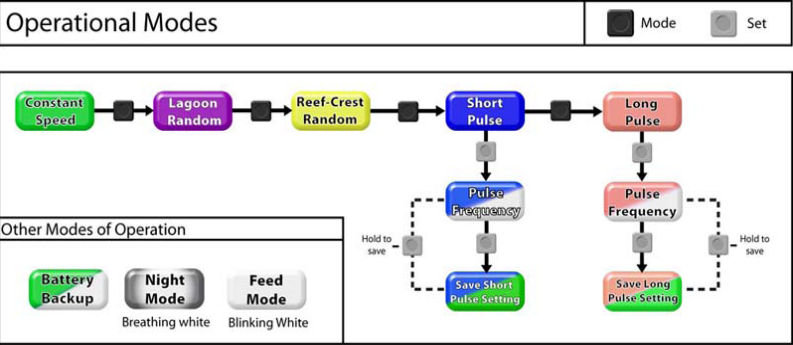 Operational Modes
Mode
Set
Constant
Speed
Lagoon
Random
Reef-Crest
Random
Short
Pulse
Long
Pulse
Pulse
Frequency
Pulse
Frequency
Hold to
save
Hold to
save
Save Short
Pulse Setting
Save Long
Pulse Setting
Other Modes of Operation
Battery
Backup
Night
Mode
Feed
Mode
Breathing white
Blinking White